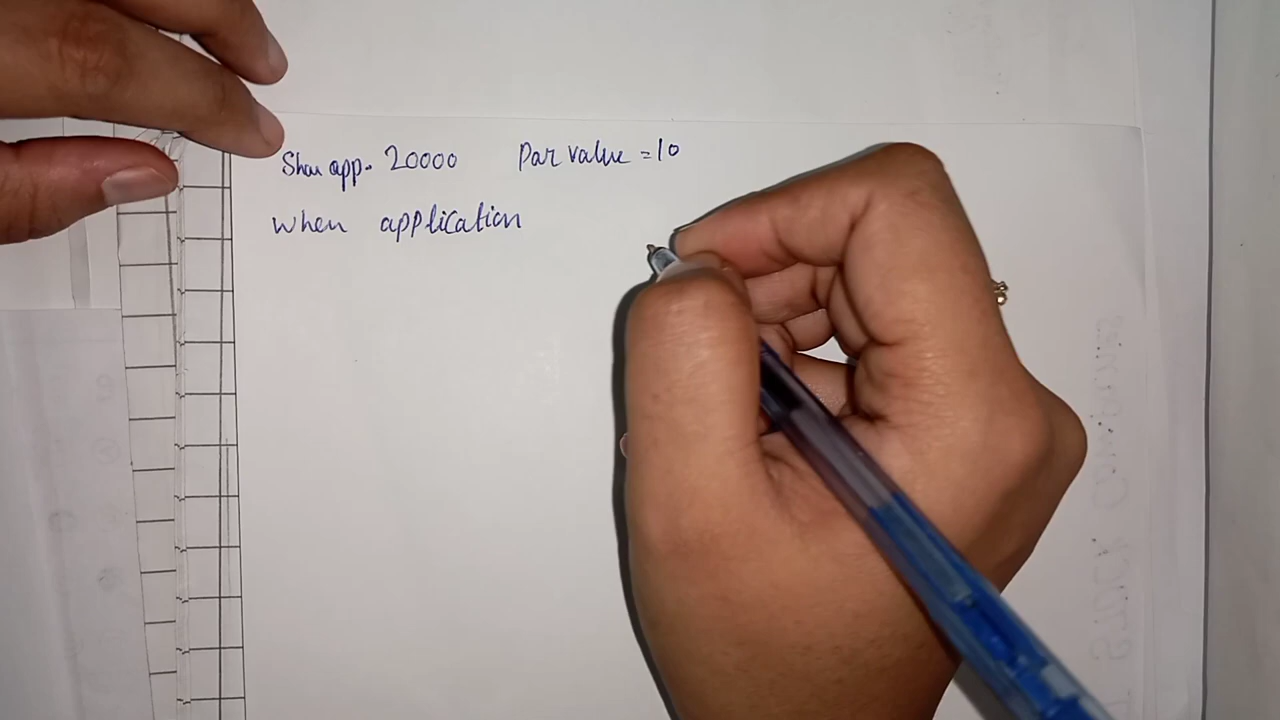 Share app. 20000 Par value = 10
when application